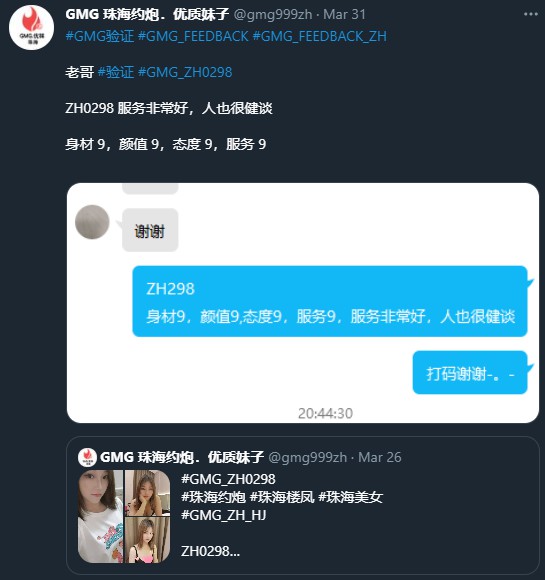 GMG 珠海约炮．优质妹子 @gmg999zh · Mar 31
GMG.优妹
珠海
#GMG验证 #GMG_FEEDBACK #GMG_FEEDBACK_ZH
老哥 #验证 #GMG_ZH0298
ZH0298 服务非常好，人也很健谈
身材 9，颜值 9，态度 9，服务 9
谢谢
ZH298
身材9，颜值9,态度9，服务9，服务非常好，人也很健谈
打码谢谢-。-
20:44:30
GMG 珠海约炮．优质妹子 @gmg999zh · Mar 26
#GMG_ZH0298
#珠海约炮 #珠海楼凤 #珠海美女
#GMG_ZH_HJ
ZH0298...